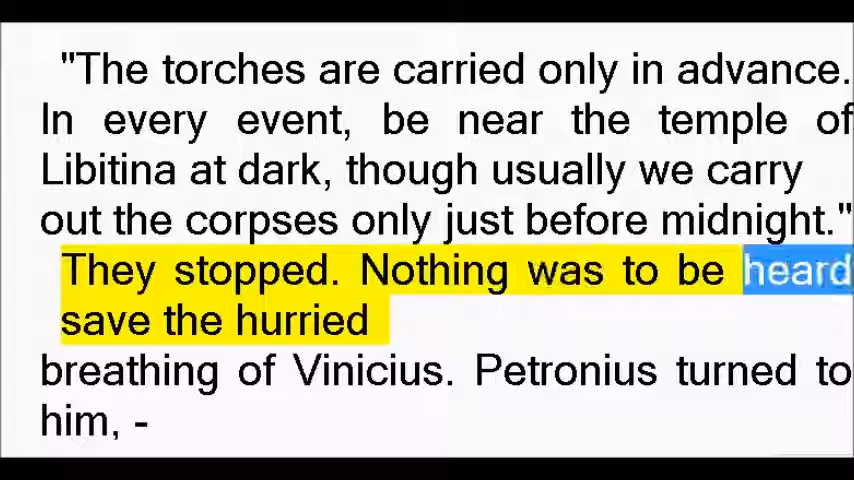 "The torches are carried only in advance.
In every event, be near the temple of
Libitina at dark, though usually we carry
out the corpses only just before midnight."
They stopped. Nothing was to be heard
save the hurried
breathing of Vinicius. Petronius turned to
him, -